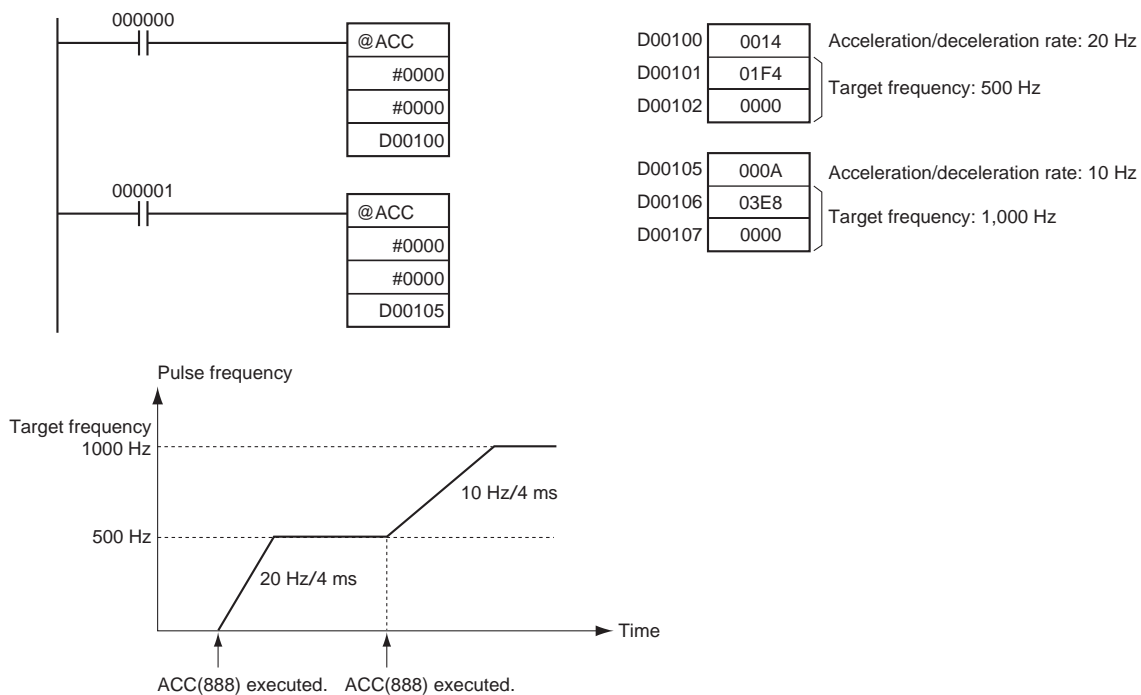 000000
@ACC
#0000
#0000
D00100
000001
@ACC
#0000
#0000
D00105
D00100 0014 Acceleration/deceleration rate: 20 Hz
D00101 01F4
Target frequency: 500 Hz
D00102 0000
D00105 000A Acceleration/deceleration rate: 10 Hz
D00106 03E8
Target frequency: 1,000 Hz
D00107 0000
Pulse frequency
Target frequency
1000 Hz
10 Hz/4 ms
500 Hz
20 Hz/4 ms
Time
ACC(888) executed. ACC(888) executed.